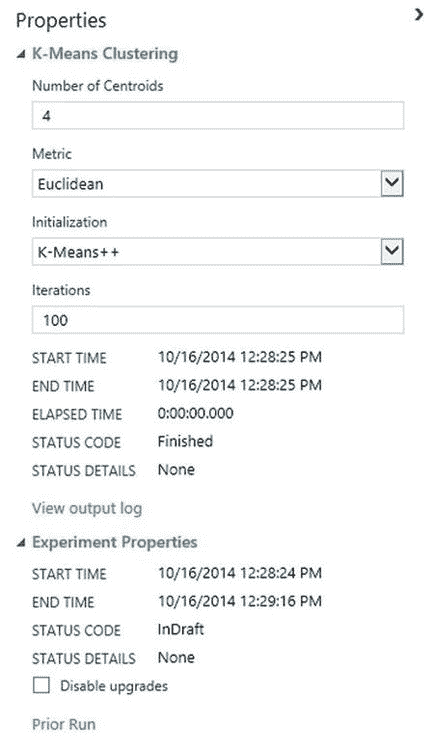 Properties
K-Means Clustering
Number of Centroids
4
Metric
Euclidean
Initialization
K-Means++
Iterations
100
START TIME 10/16/2014 12:28:25 PM
END TIME 10/16/2014 12:28:25 PM
ELAPSED TIME 0:00:00.000
STATUS CODE Finished
STATUS DETAILS None
View output log
Experiment Properties
START TIME 10/16/2014 12:28:24 PM
END TIME 10/16/2014 12:29:16 PM
STATUS CODE InDraft
STATUS DETAILS None
Disable upgrades
Prior Run